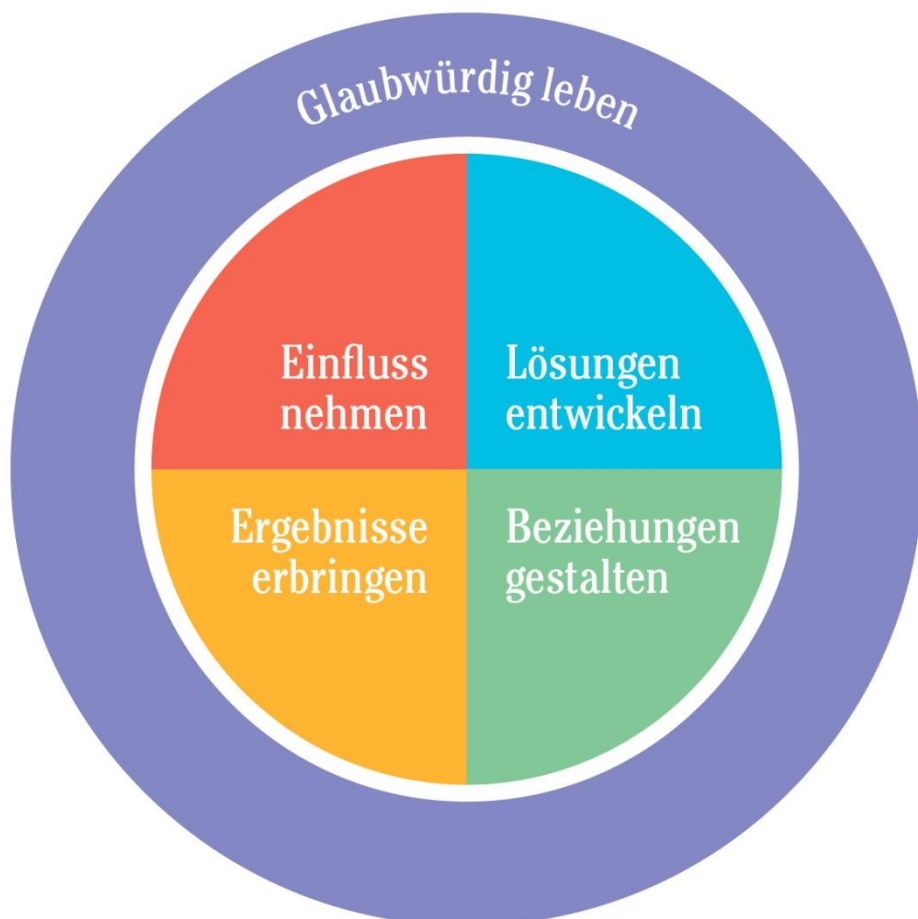 Glaubwürdig leben
Einfluss
nehmen
Lösungen
entwickeln
Ergebnisse
erbringen
Beziehungen
gestalten